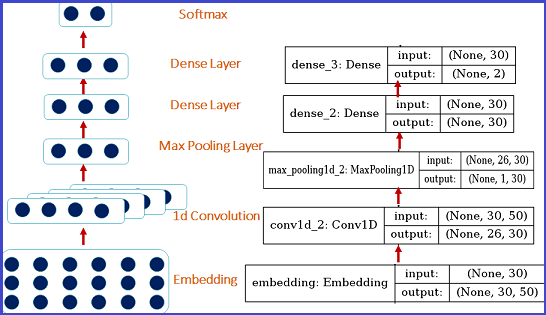 Softmax
Dense Layer
Dense Layer
Max Pooling Layer
1d Convolution
Embedding
dense_3: Dense
input: (None, 30)
output: (None, 2)
dense_2: Dense
input: (None, 30)
output: (None, 30)
max_pooling1d_2: MaxPooling1D
input: (None, 26, 30)
output: (None, 1, 30)
conv1d_2: Conv1D
input: (None, 30, 50)
output: (None, 26, 30)
embedding: Embedding
input: (None, 30)
output: (None, 30, 50)